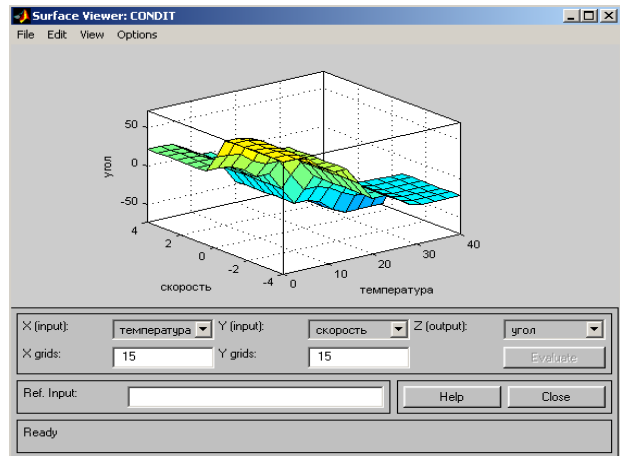 Surface Viewer: CONDIT
File Edit View Options
50
0
-50
угол
4
2
0
-2
-4
скорость
0
10
20
30
40
температура
X (input): температура Y (input): скорость Z (output): угол
X grids: 15 Y grids: 15 Evaluate
Ref. Input: Help Close
Ready